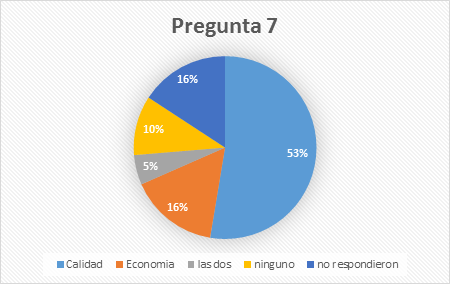 Pregunta 7
16%
10%
53%
5%
16%
Calidad Economia las dos ninguno no respondieron